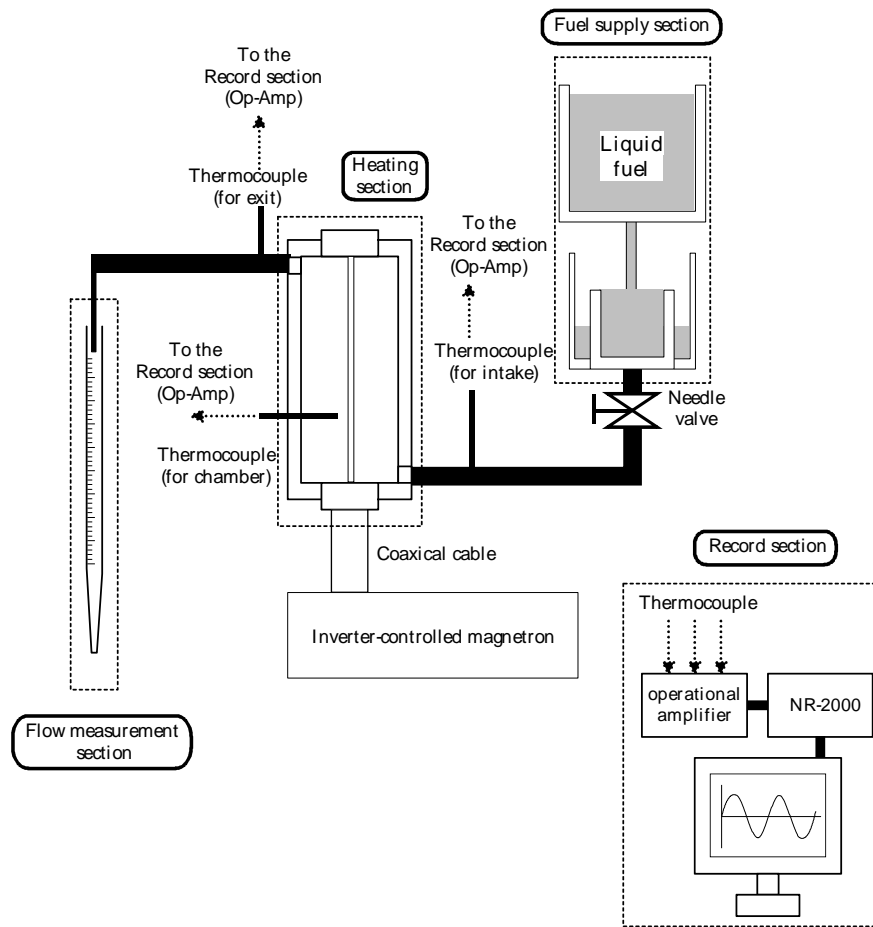 Fuel supply section
To the
Record section
(Op-Amp)
Thermocouple
(for exit)
Heating
section
Liquid
fuel
To the
Record section
(Op-Amp)
Thermocouple
(for intake)
To the
Record section
(Op-Amp)
Thermocouple
(for chamber)
Needle
valve
Coaxical cable
Inverter-controlled magnetron
Flow measurement
section
Record section
Thermocouple
operational
amplifier
NR-2000